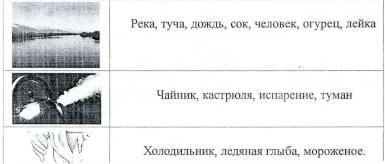 Река, туча, дождь, сок, человек, огурец, лейка
Чайник, кастрюля, испарение, туман
Холодильник, ледяная глыба, мороженое.